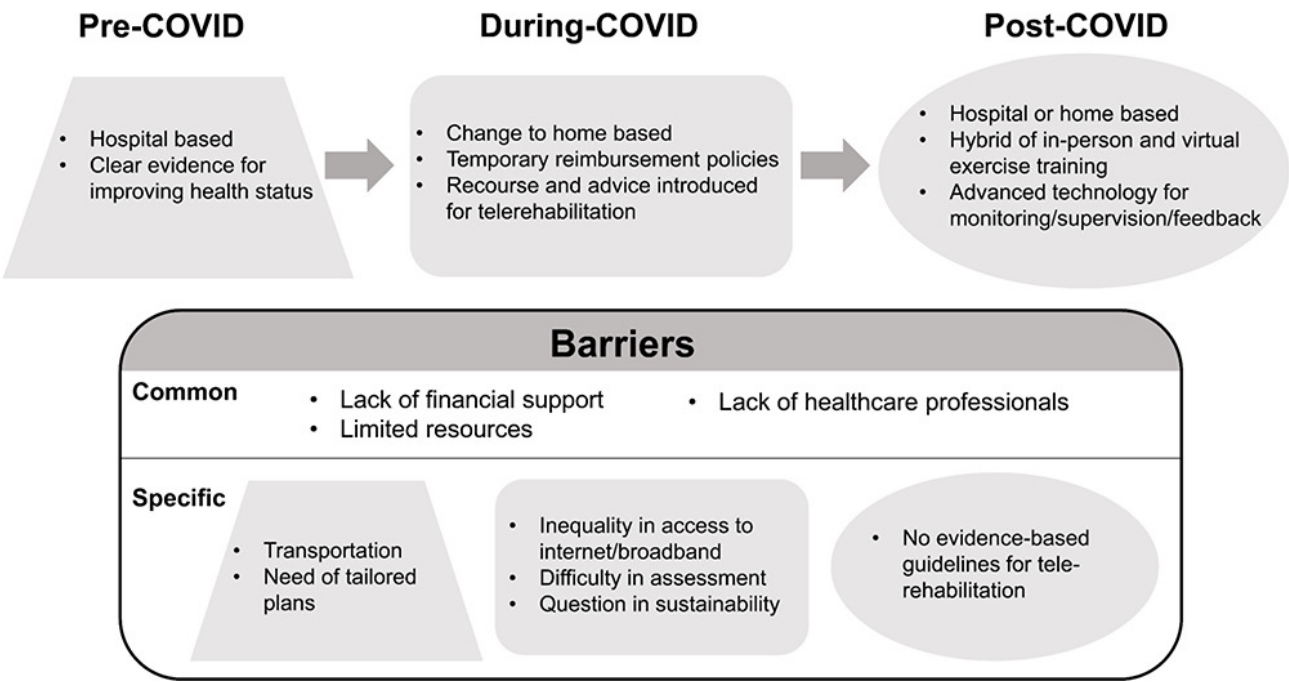 Pre-COVID
During-COVID
Post-COVID
• Hospital based
• Clear evidence for
improving health status
• Change to home based
• Temporary reimbursement policies
• Recourse and advice introduced
for telerehabilitation
• Hospital or home based
• Hybrid of in-person and virtual
exercise training
• Advanced technology for
monitoring/supervision/feedback
Barriers
Common
• Lack of financial support
• Limited resources
• Lack of healthcare professionals
Specific
• Transportation
• Need of tailored
plans
• Inequality in access to
internet/broadband
• Difficulty in assessment
• Question in sustainability
• No evidence-based
guidelines for tele-
rehabilitation